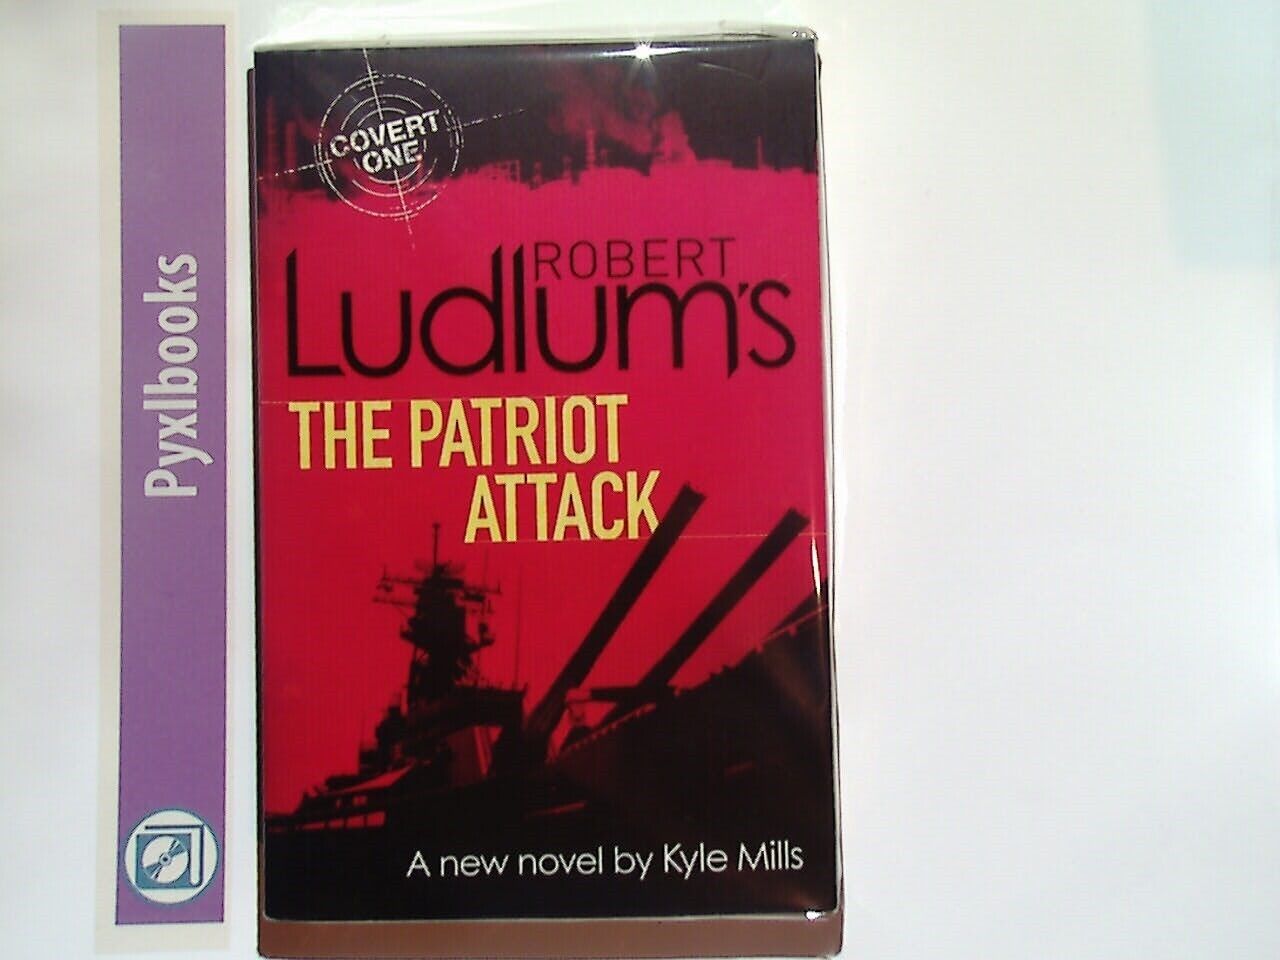 Pyxlbooks
COVERT
ONE
ROBERT
Ludlum's
THE PATRIOT
ATTACK
A new novel by Kyle Mills